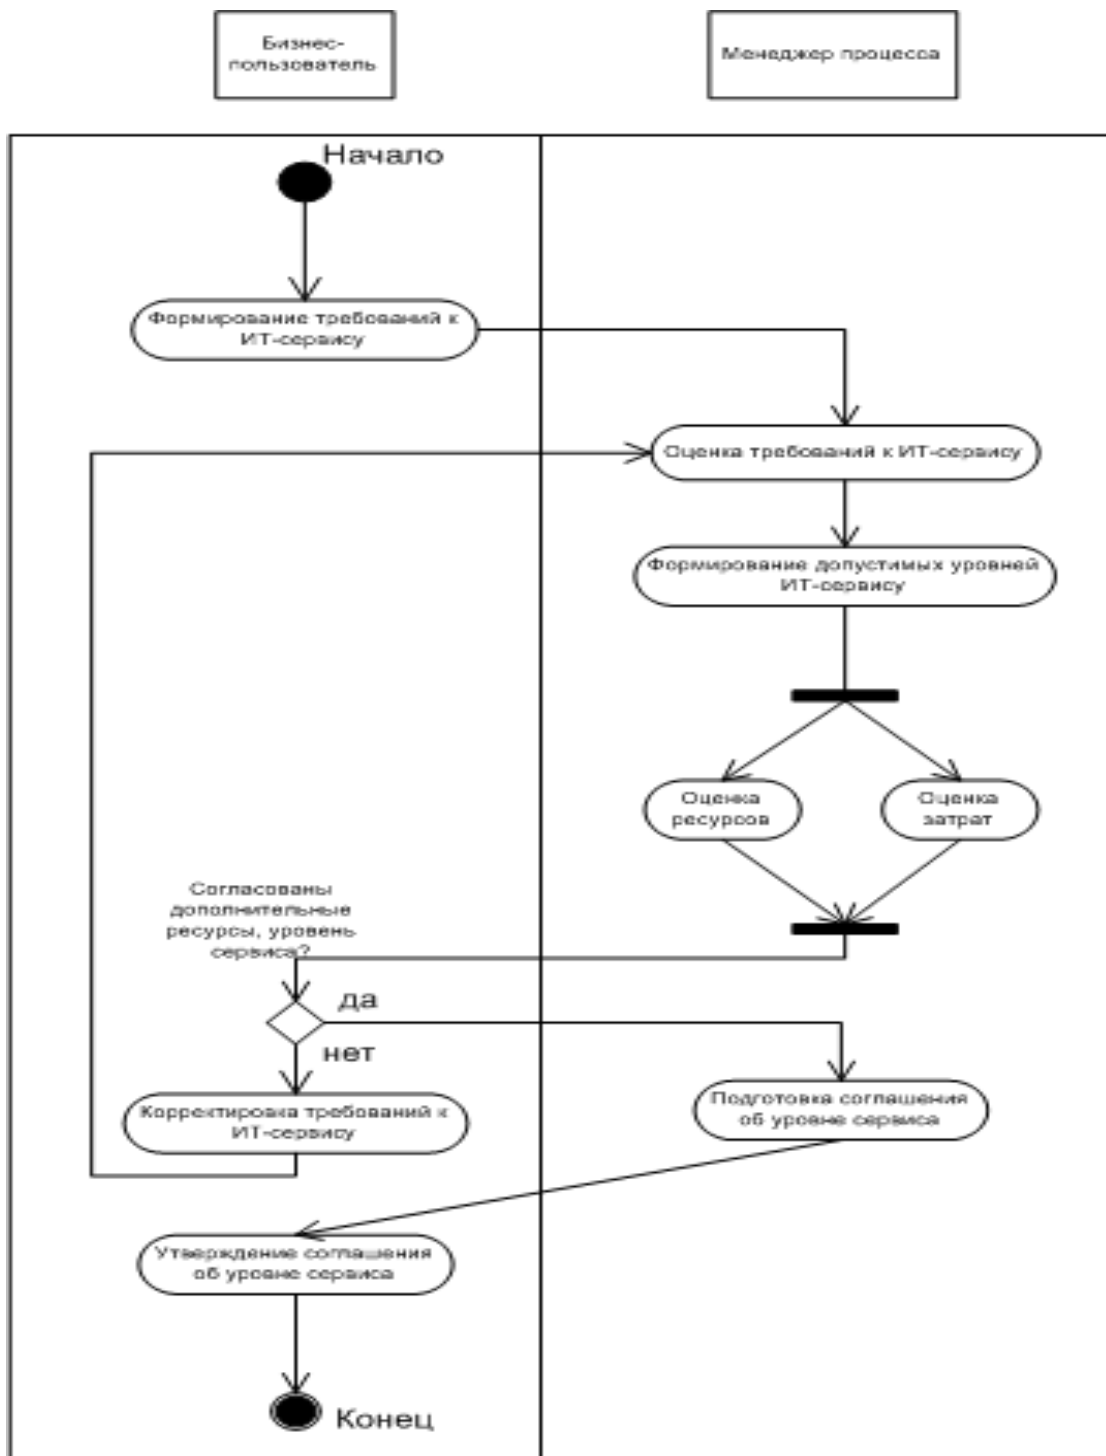 Бизнес-
пользователь
Менеджер процесса
Начало
Формирование требований к
ИТ-сервису
Оценка требований к ИТ-сервису
Формирование допустимых уровней
ИТ-сервису
Оценка
ресурсов
Оценка
затрат
Согласованы
дополнительные
ресурсы, уровень
сервиса?
да
нет
Корректировка требований к
ИТ-сервису
Подготовка соглашения
об уровне сервиса
Утверждение соглашения
об уровне сервиса
Конец